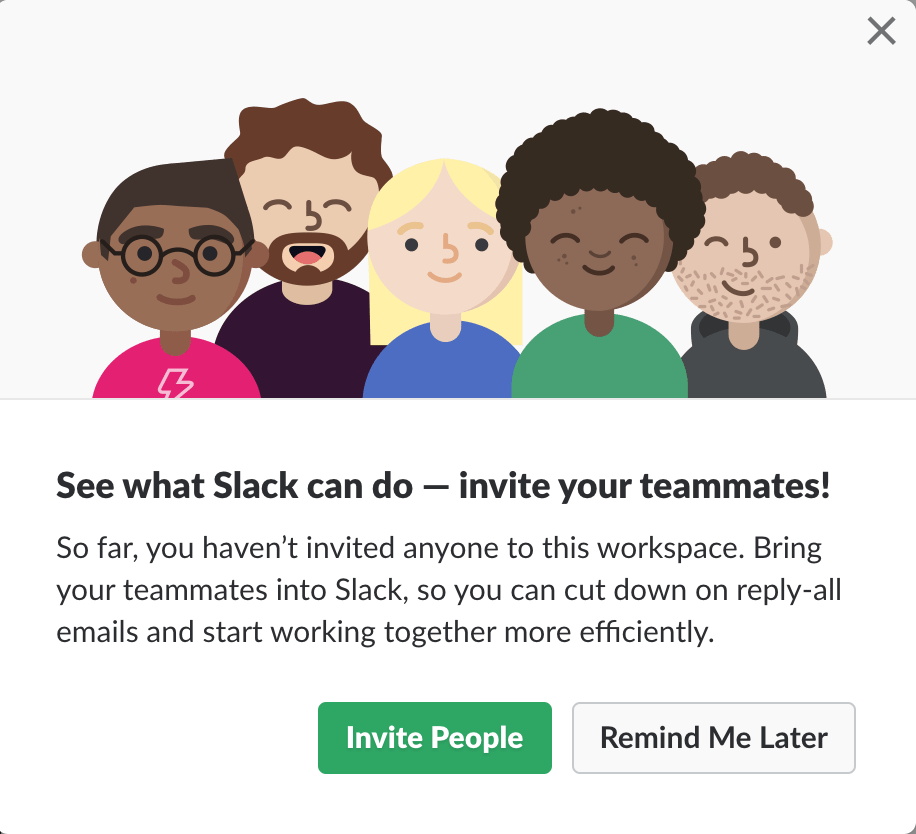 See what Slack can do — invite your teammates!
So far, you haven’t invited anyone to this workspace. Bring
your teammates into Slack, so you can cut down on reply-all
emails and start working together more efficiently.
Invite People
Remind Me Later